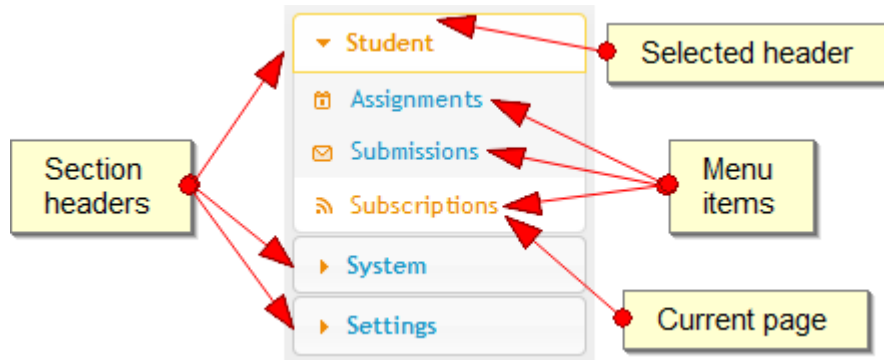 Student
Selected header
Assignments
Submissions
Section
headers
Menu
items
Subscriptions
System
Current page
Settings